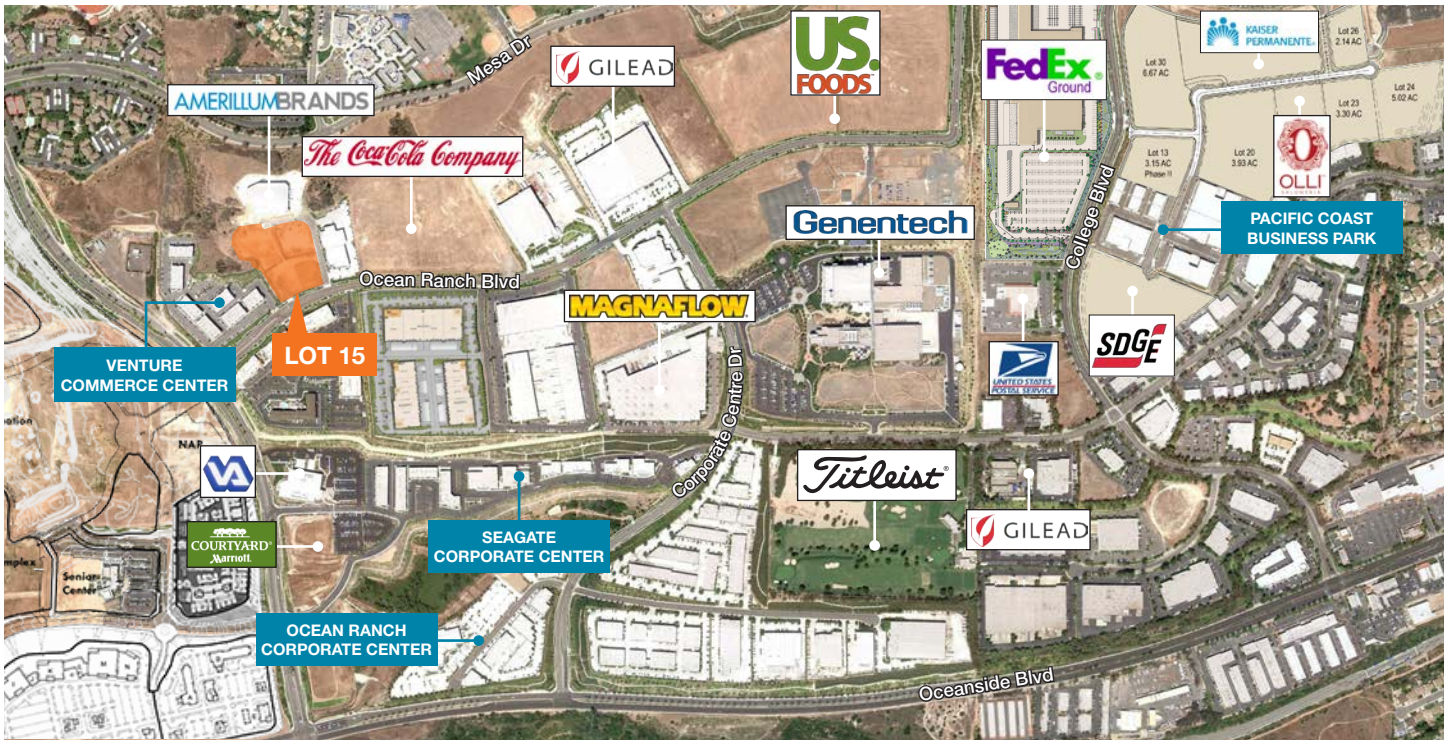 Mesa Dr
GILEAD
US.
FOODS
FedEx®
Ground
KAISER
PERMANENTE®
Lot 26
2.14 AC
Lot 30
6.67 AC
Lot 24
5.02 AC
Lot 23
3.30 AC
AMERILLUMBRANDS
The Coca-Cola Company
Lot 13
3.15 AC
Phase II
Lot 20
3.93 AC
OLLI
SALUMERIA
College Blvd
Genentech
PACIFIC COAST
BUSINESS PARK
Ocean Ranch Blvd
MAGNAFLOW
VENTURE
COMMERCE CENTER
LOT 15
SDGE
UNITED STATES
POSTAL SERVICE
Corporate Centre Dr
NAP
VA
Titleist®
COURTYARD®
Marriott
SEAGATE
CORPORATE CENTER
GILEAD
Senior
Center
OCEAN RANCH
CORPORATE CENTER
Oceanside Blvd